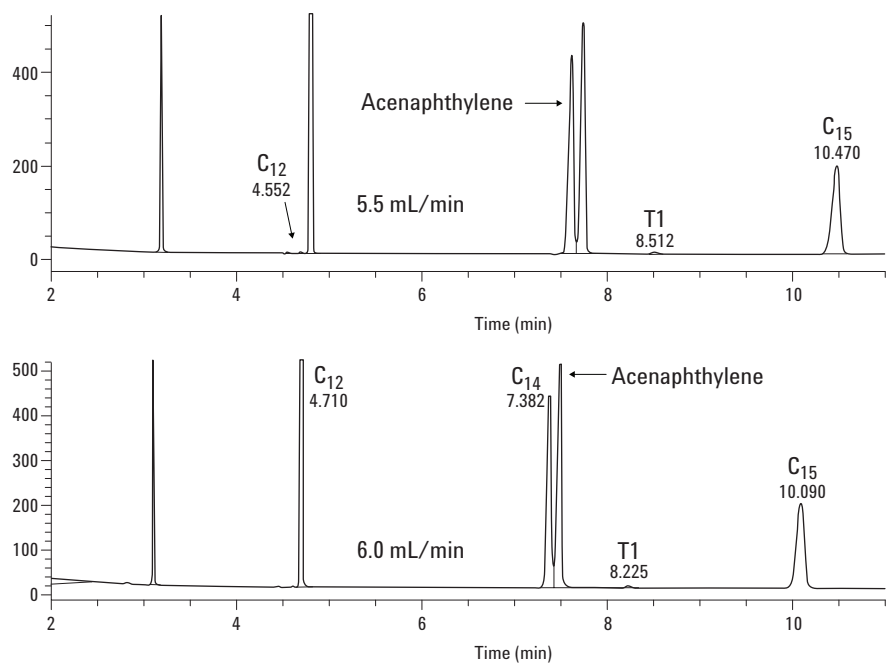 400
200
0
Acenaphthylene
C₁₂
4.552
5.5 mL/min
T1
8.512
C₁₅
10.470
2 4 6 8 10
Time (min)
500
400
300
200
100
0
C₁₂
4.710
C₁₄
7.382
Acenaphthylene
6.0 mL/min
T1
8.225
C₁₅
10.090
2 4 6 8 10
Time (min)